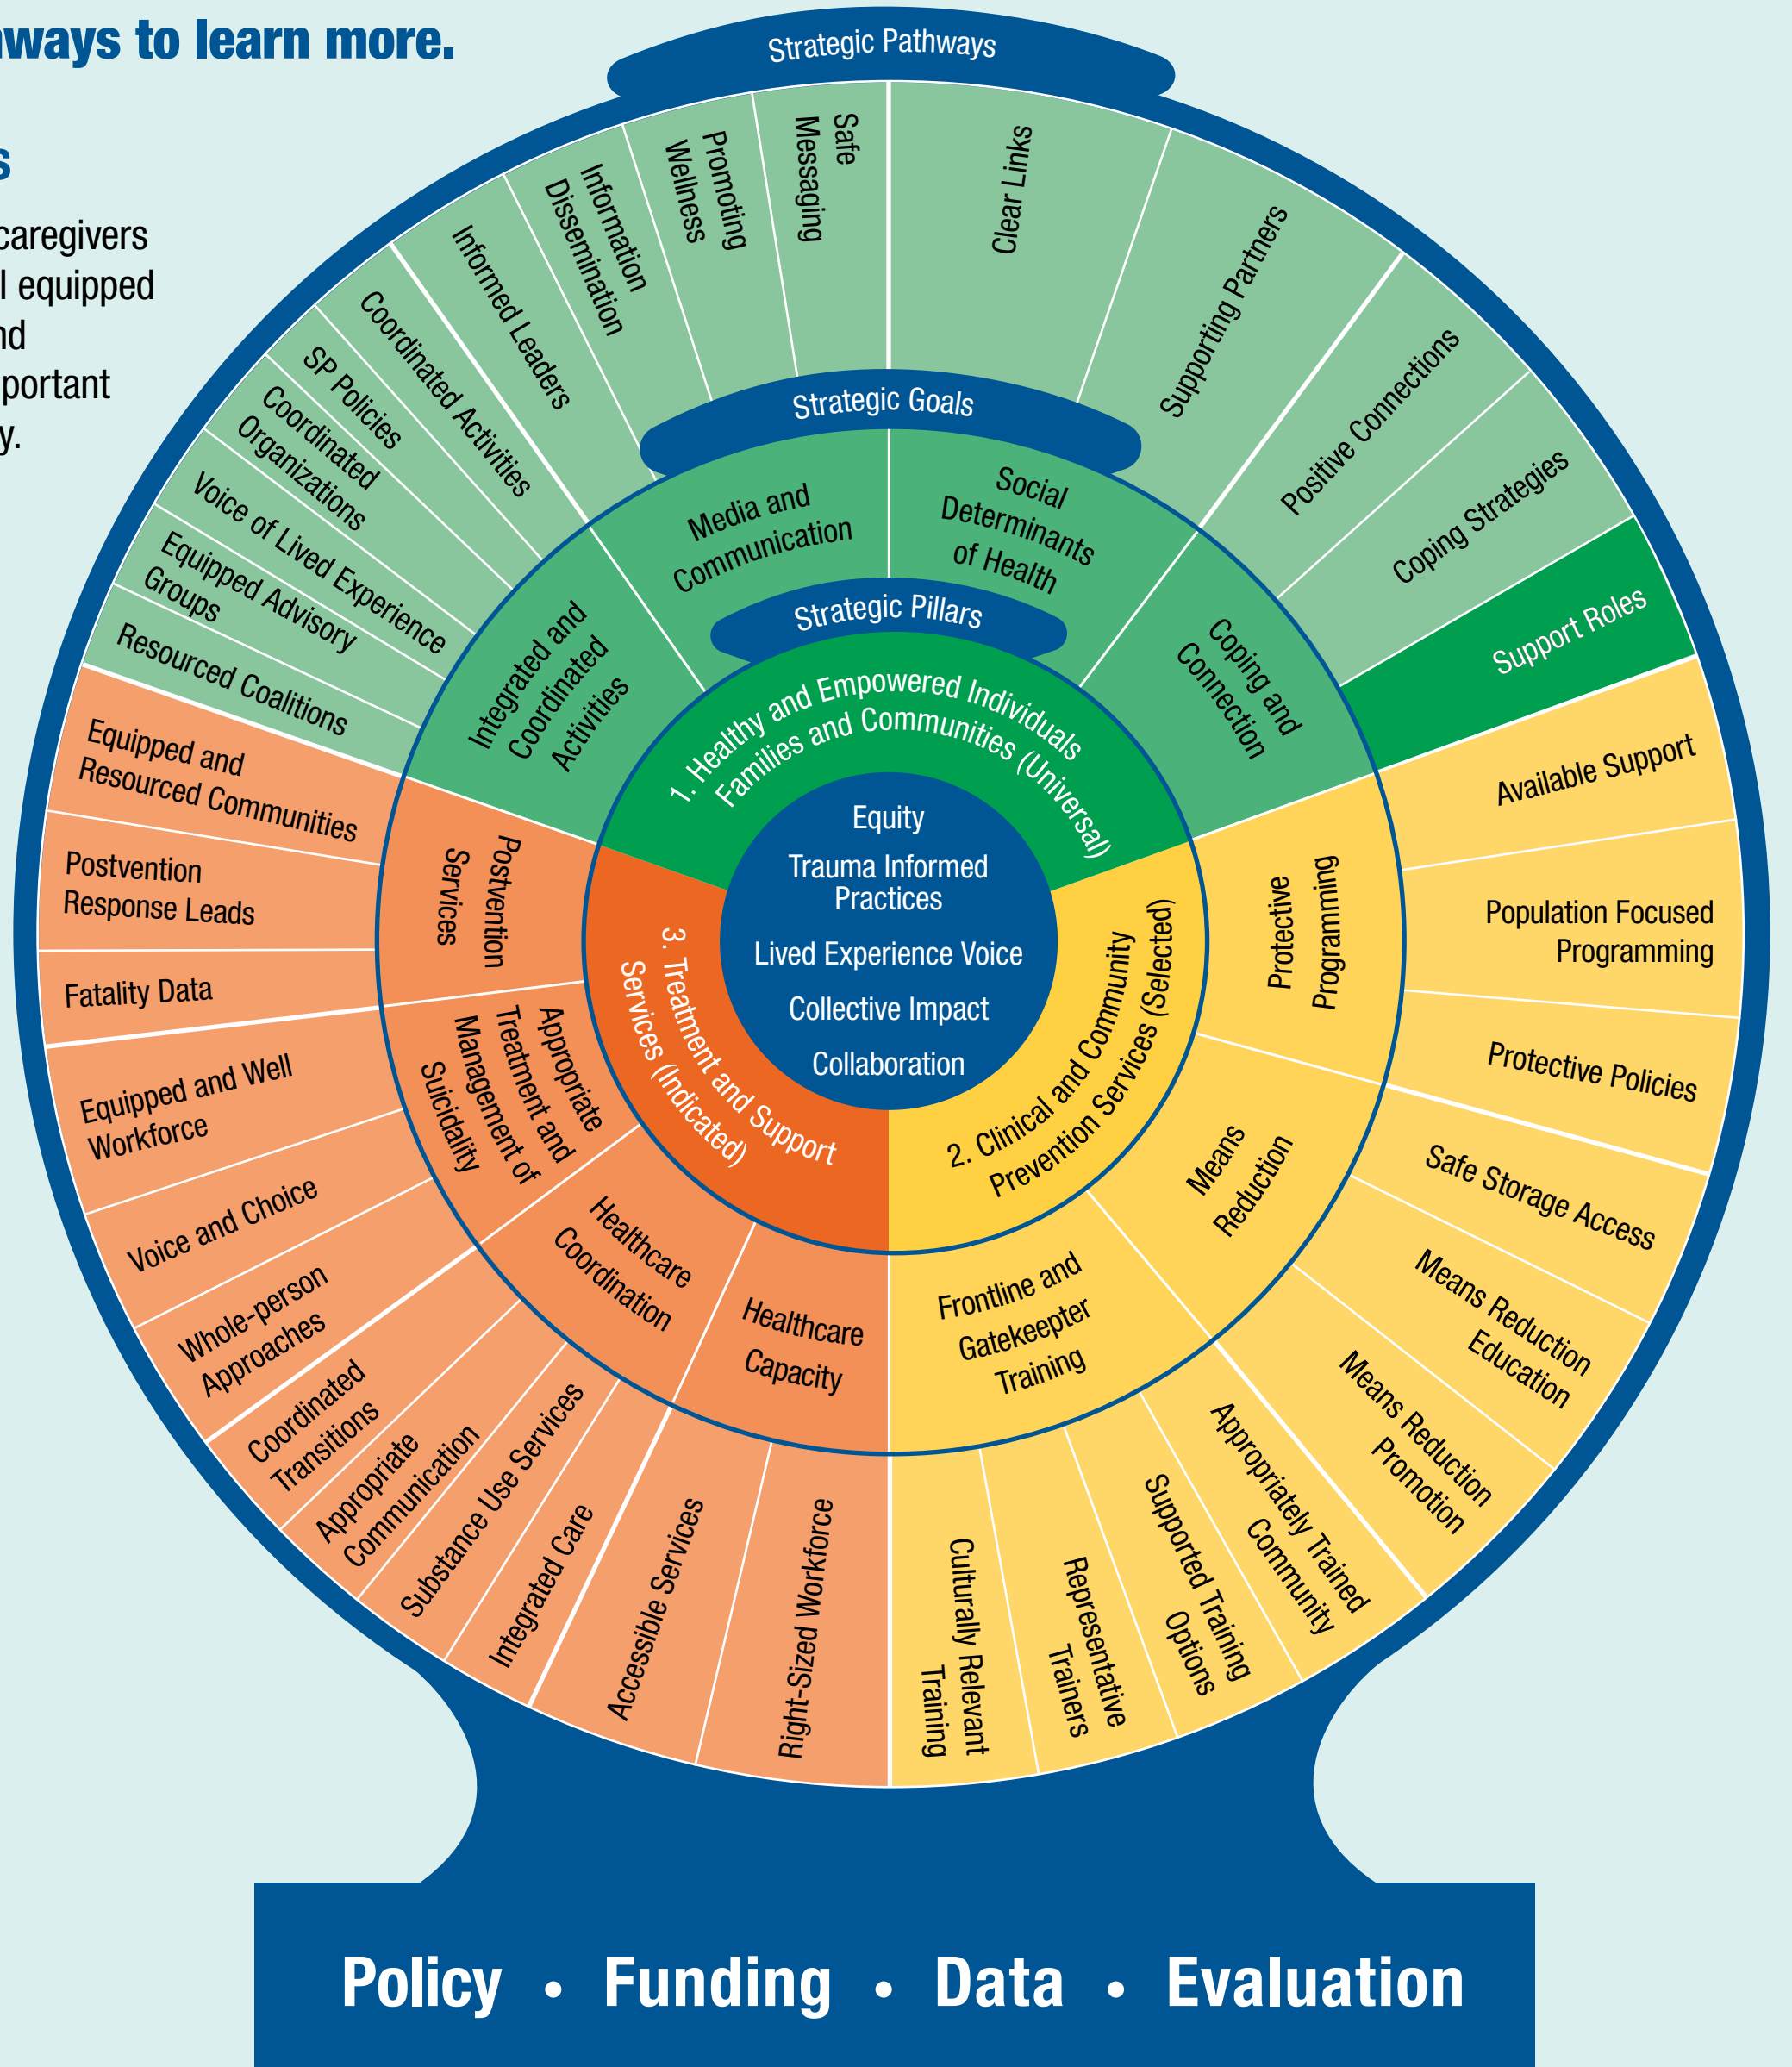 ways to learn more.
s
caregivers
l equipped
nd
portant
y.
Strategic Pathways
Safe
Messaging
Promoting
Wellness
Information
Dissemination
Informed Leaders
Coordinated Activities
SP Policies
Coordinated
Organizations
Voice of Lived Experience
Equipped Advisory
Groups
Resourced Coalitions
Clear Links
Supporting Partners
Positive Connections
Coping Strategies
Support Roles
Strategic Goals
Media and
Communication
Social
Determinants
of Health
Integrated and
Coordinated
Activities
Coping and
Connection
Strategic Pillars
1. Healthy and Empowered Individuals
Families and Communities (Universal)
Equity
Trauma Informed
Practices
Lived Experience Voice
Collective Impact
Collaboration
2. Clinical and Community
Prevention Services (Selected)
3. Treatment and Support
Services (Indicated)
Protective
Programming
Available Support
Population Focused
Programming
Protective Policies
Means
Reduction
Safe Storage Access
Means Reduction
Education
Means Reduction
Promotion
Frontline and
Gatekeepter
Training
Appropriately Trained
Community
Supported Training
Options
Representative
Trainers
Culturally Relevant
Training
Healthcare
Capacity
Right-Sized Workforce
Accessible Services
Healthcare
Coordination
Integrated Care
Substance Use Services
Appropriate
Communication
Coordinated
Transitions
Appropriate
Treatment and
Management of
Suicidality
Whole-person
Approaches
Voice and Choice
Equipped and Well
Workforce
Postvention
Services
Fatality Data
Postvention
Response Leads
Equipped and
Resourced Communities
Policy • Funding • Data • Evaluation